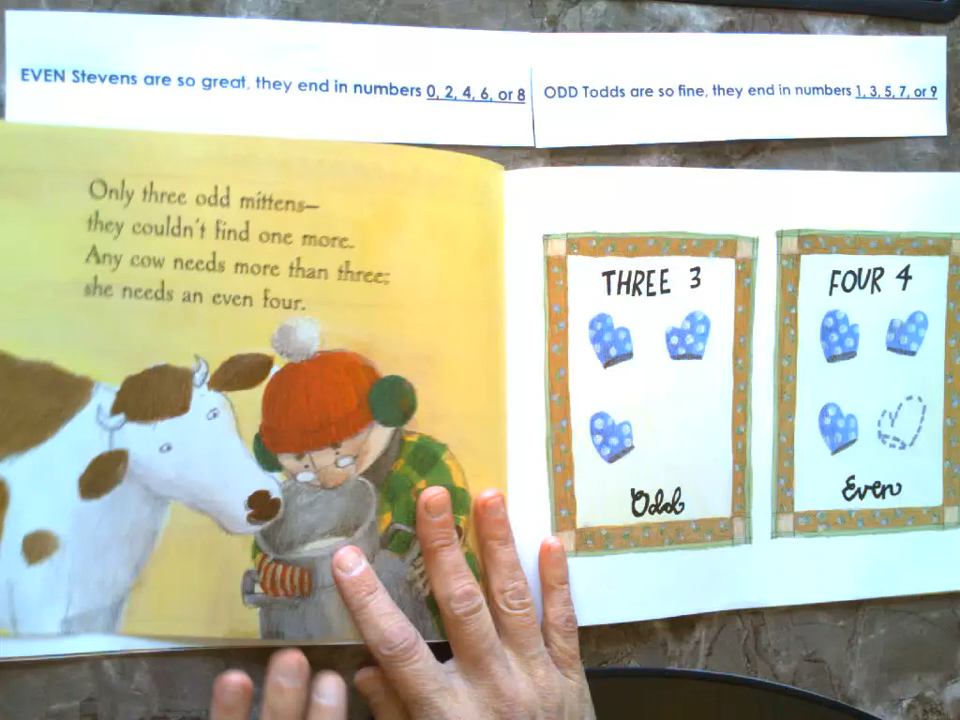 EVEN Stevens are so great, they end in numbers 0, 2, 4, 6, or 8
ODD Todds are so fine, they end in numbers 1, 3, 5, 7, or 9
Only three odd mittens—
they couldn't find one more.
Any cow needs more than three;
she needs an even four.
THREE 3
Odd
FOUR 4
Even